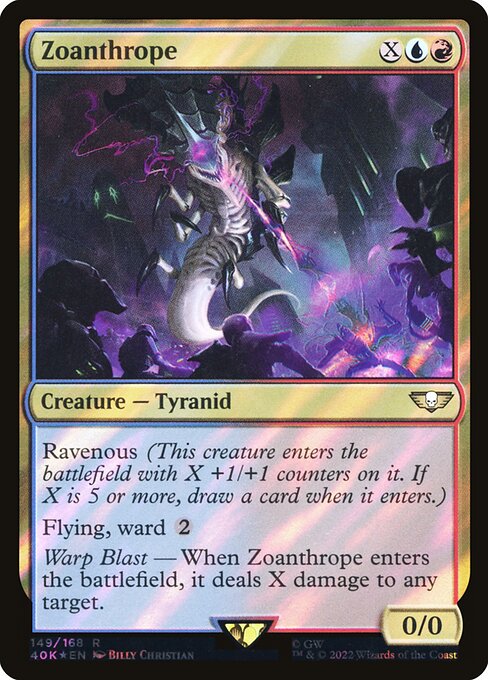 Zoanthrope
X
Creature — Tyranid
Ravenous (This creature enters the
battlefield with X +1/+1 counters on it. If
X is 5 or more, draw a card when it enters.)
Flying, ward 2
Warp Blast — When Zoanthrope enters
the battlefield, it deals X damage to any
target.
0/0
149/168 R
40K★EN Billy Christian
© GW
™ & © 2022 Wizards of the Coast